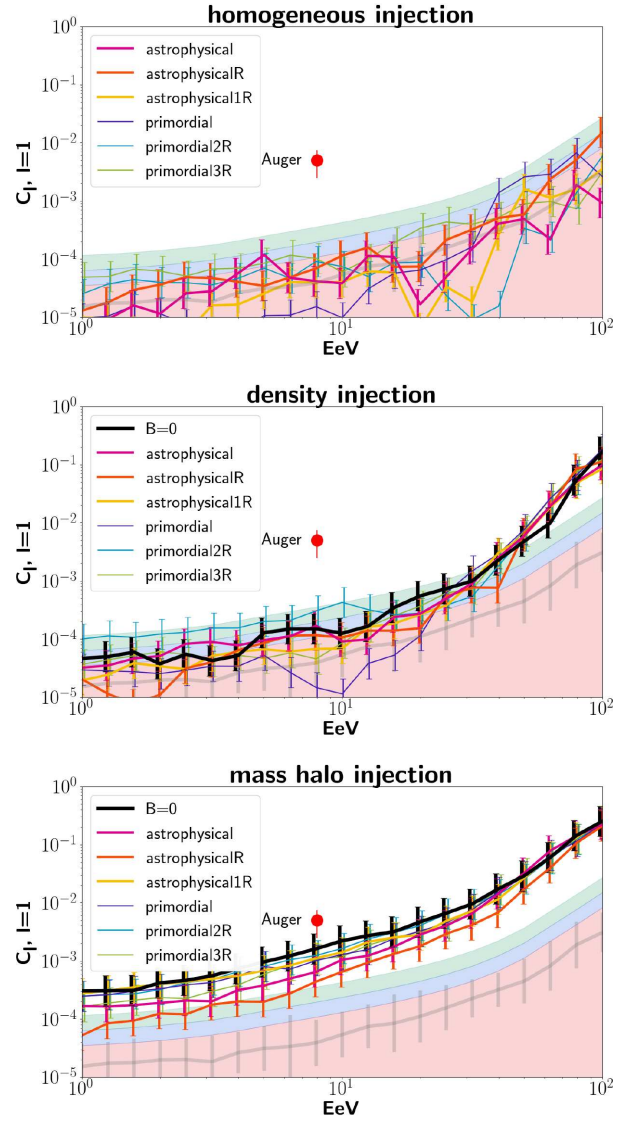 homogeneous injection
10^0
10^-1
10^-2
10^-3
10^-4
10^-5
C_l, l=1
astrophysical
astrophysicalR
astrophysical1R
primordial
primordial2R
primordial3R
Auger
10^0
10^1
10^2
EeV
density injection
10^0
10^-1
10^-2
10^-3
10^-4
10^-5
C_l, l=1
B=0
astrophysical
astrophysicalR
astrophysical1R
primordial
primordial2R
primordial3R
Auger
10^0
10^1
10^2
EeV
mass halo injection
10^0
10^-1
10^-2
10^-3
10^-4
10^-5
C_l, l=1
B=0
astrophysical
astrophysicalR
astrophysical1R
primordial
primordial2R
primordial3R
Auger
10^0
10^1
10^2
EeV